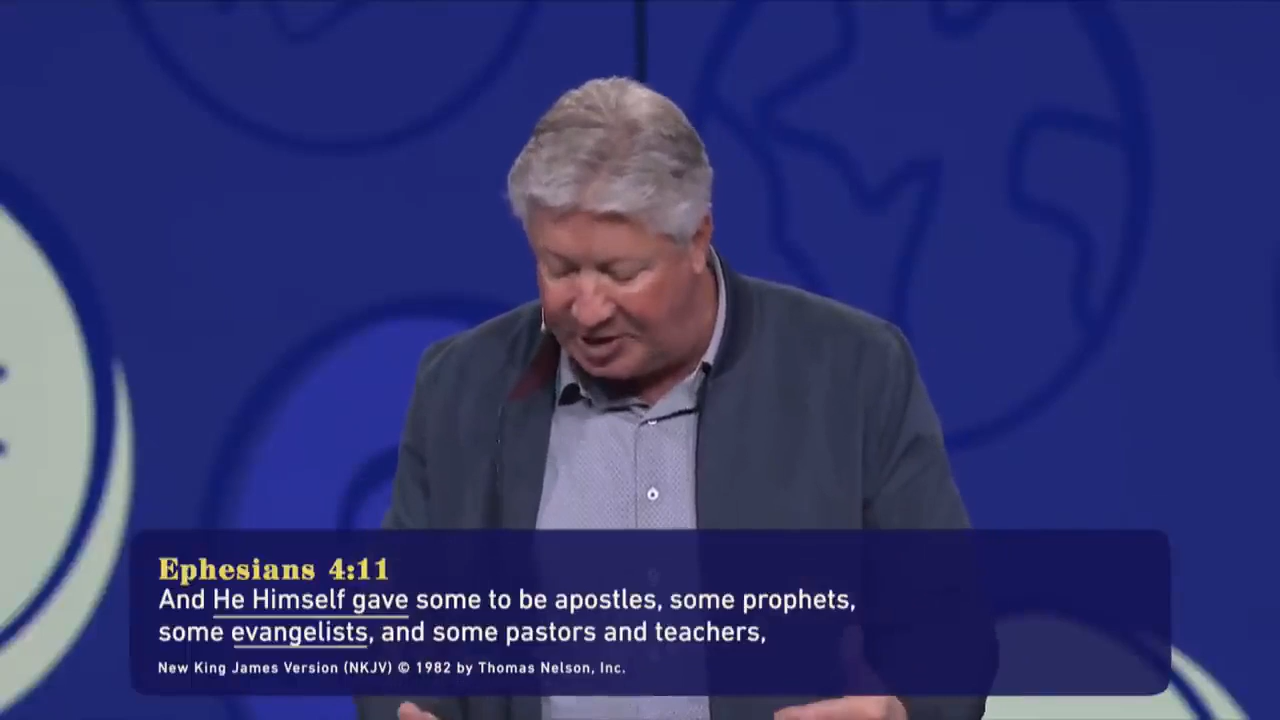 Ephesians 4:11
And He Himself gave some to be apostles, some prophets,
some evangelists, and some pastors and teachers,
New King James Version (NKJV) © 1982 by Thomas Nelson, Inc.